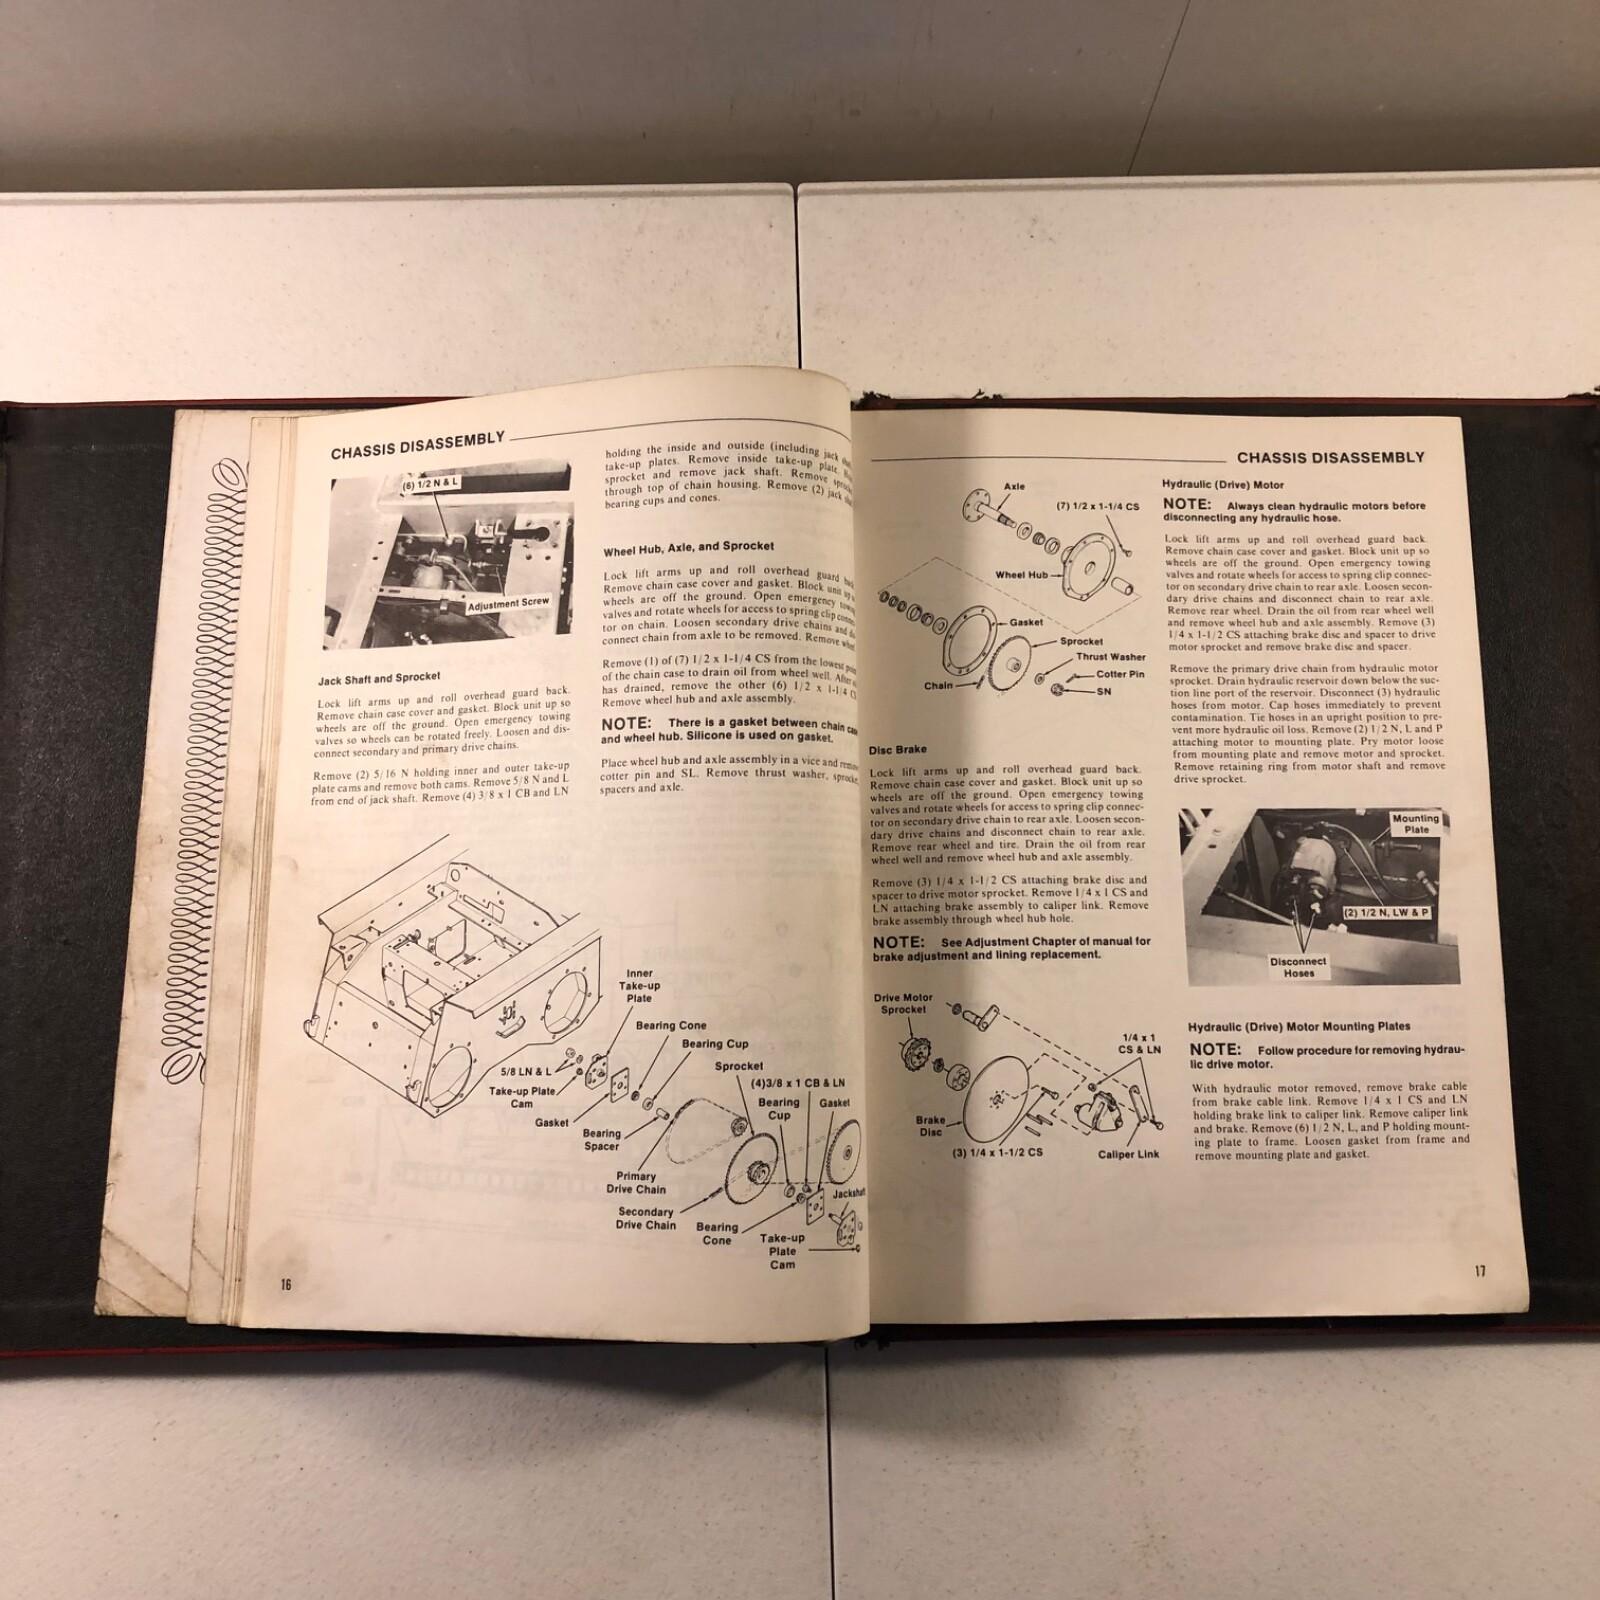 CHASSIS DISASSEMBLY
(6) 1/2 N & L
Adjustment Screw
Jack Shaft and Sprocket
Lock lift arms up and roll overhead guard back.
Remove chain case cover and gasket. Block unit up so
wheels are off the ground. Open emergency towing
valves so wheels can be rotated freely. Loosen and dis-
connect secondary and primary drive chains.
Remove (2) 5/16 N holding inner and outer take-up
plate cams and remove both cams. Remove 5/8 N and L
from end of jack shaft. Remove (4) 3/8 x 1 CB and LN
holding the inside and outside (including jack
take-up plates. Remove inside take-up plate.
sprocket and remove jack shaft. Remove
through top of chain housing. Remove (2) jack
bearing cups and cones.
Wheel Hub, Axle, and Sprocket
Lock lift arms up and roll overhead guard
Remove chain case cover and gasket. Block unit up
wheels are off the ground. Open emergency
valves and rotate wheels for access to spring clip
tor on chain. Loosen secondary drive chains and
connect chain from axle to be removed. Remove
Remove (1) of (7) 1/2 x 1-1/4 CS from the lowest
of the chain case to drain oil from wheel well. After
has drained, remove the other (6) 1/2 x 1-1/4
Remove wheel hub and axle assembly.
NOTE: There is a gasket between chain
and wheel hub. Silicone is used on gasket.
Place wheel hub and axle assembly in a vice and
cotter pin and SL. Remove thrust washer,
spacers and axle.
Inner
Take-up
Plate
Bearing Cone
Bearing Cup
Sprocket
5/8 LN & L
(4)3/8 x 1 CB & LN
Take-up Plate
Cam
Bearing
Cup
Gasket
Gasket
Bearing
Spacer
Primary
Drive Chain
Secondary
Drive Chain
Bearing
Cone
Take-up
Plate
Cam
16
CHASSIS DISASSEMBLY
Axle
(7) 1/2 x 1-1/4 CS
Wheel Hub
Gasket
Sprocket
Thrust Washer
Cotter Pin
Chain
SN
Disc Brake
Lock lift arms up and roll overhead guard back.
Remove chain case cover and gasket. Block unit up so
wheels are off the ground. Open emergency towing
valves and rotate wheels for access to spring clip connec-
tor on secondary drive chain to rear axle. Loosen secon-
dary drive chains and disconnect chain to rear axle.
Remove rear wheel and tire. Drain the oil from rear
wheel well and remove wheel hub and axle assembly.
Remove (3) 1/4 x 1-1/2 CS attaching brake disc and
spacer to drive motor sprocket. Remove 1/4 x 1 CS and
LN attaching brake assembly to caliper link. Remove
brake assembly through wheel hub hole.
NOTE: See Adjustment Chapter of manual for
brake adjustment and lining replacement.
Drive Motor
Sprocket
1/4 x 1
CS & LN
Brake
Disc
(3) 1/4 x 1-1/2 CS
Caliper Link
Hydraulic (Drive) Motor
NOTE: Always clean hydraulic motors before
disconnecting any hydraulic hose.
Lock lift arms up and roll overhead guard back.
Remove chain case cover and gasket. Block unit up so
wheels are off the ground. Open emergency towing
valves and rotate wheels for access to spring clip connec-
tor on secondary drive chain to rear axle. Loosen secon-
dary drive chains and disconnect chain to rear axle.
Remove rear wheel. Drain the oil from rear wheel well
and remove wheel hub and axle assembly. Remove (3)
1/4 x 1-1/2 CS attaching brake disc and spacer to drive
motor sprocket and remove brake disc and spacer.
Remove the primary drive chain from hydraulic motor
sprocket. Drain hydraulic reservoir down below the suc-
tion line port of the reservoir. Disconnect (3) hydraulic
hoses from motor. Cap hoses immediately to prevent
contamination. Tie hoses in an upright position to pre-
vent more hydraulic oil loss. Remove (2) 1/2 N, L and P
attaching motor to mounting plate. Pry motor loose
from mounting plate and remove motor and sprocket.
Remove retaining ring from motor shaft and remove
drive sprocket.
Mounting
Plate
(2) 1/2 N, LW & P
Disconnect
Hoses
Hydraulic (Drive) Motor Mounting Plates
NOTE: Follow procedure for removing hydrau-
lic drive motor.
With hydraulic motor removed, remove brake cable
from brake cable link. Remove 1/4 x 1 CS and LN
holding brake link to caliper link. Remove caliper link
and brake. Remove (6) 1/2 N, L, and P holding mount-
ing plate to frame. Loosen gasket from frame and
remove mounting plate and gasket.
17